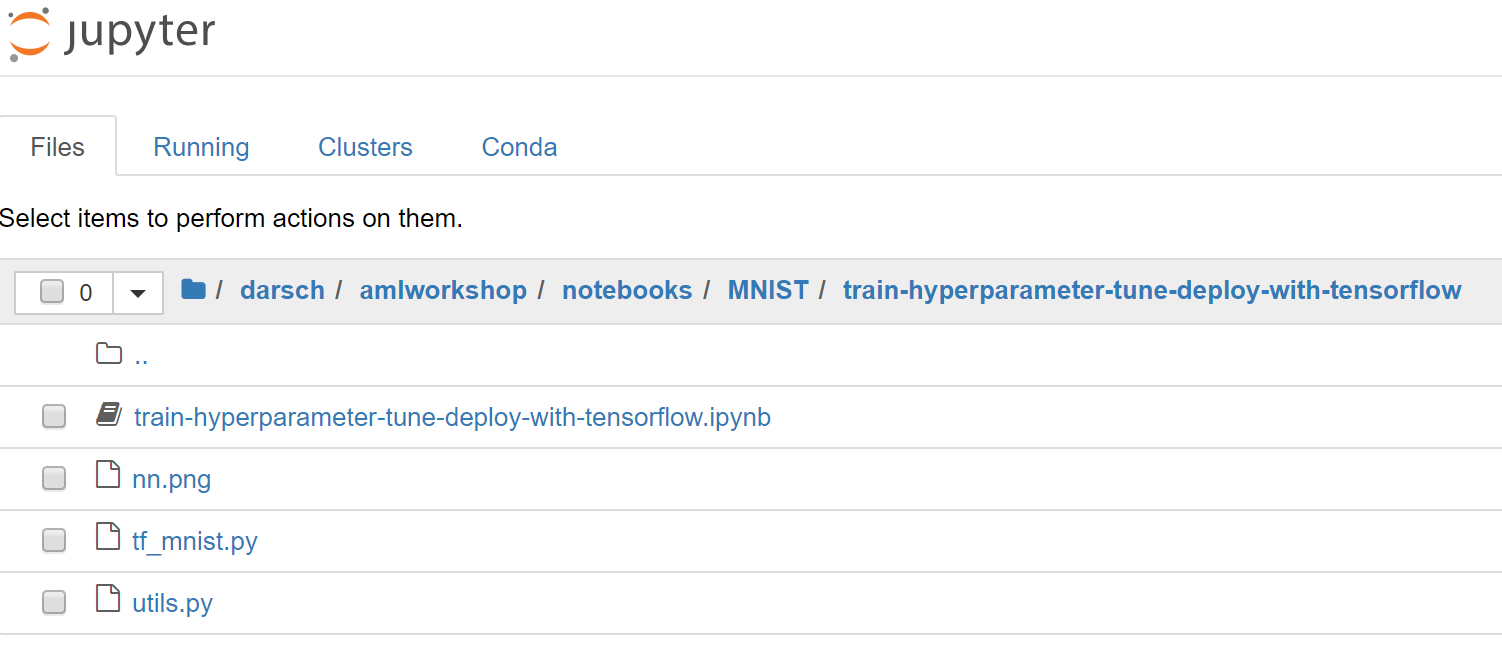 jupyter
Files Running Clusters Conda
Select items to perform actions on them.
0 / darsch / amlworkshop / notebooks / MNIST / train-hyperparameter-tune-deploy-with-tensorflow
..
train-hyperparameter-tune-deploy-with-tensorflow.ipynb
nn.png
tf_mnist.py
utils.py